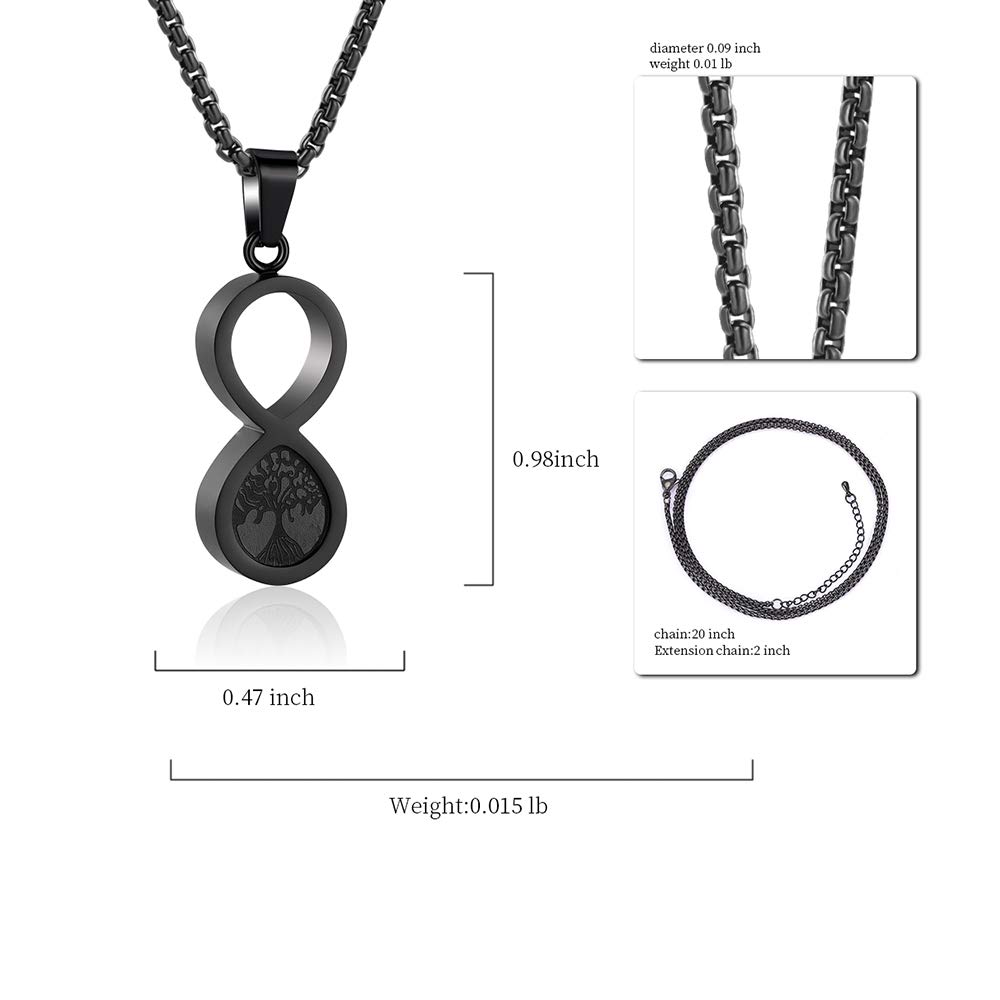 diameter 0.09 inch
weight 0.01 lb
0.98inch
chain:20 inch
Extension chain:2 inch
0.47 inch
Weight:0.015 lb